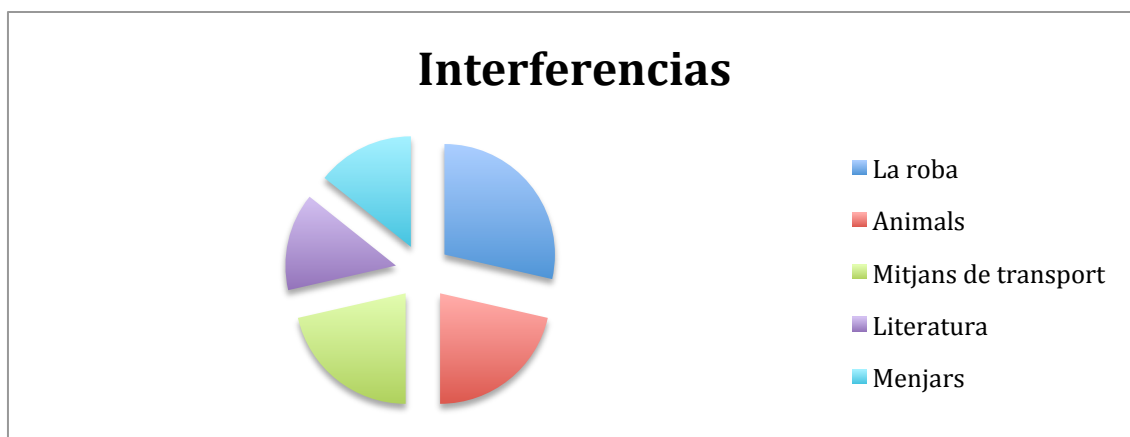 Interferencias
La roba
Animals
Mitjans de transport
Literatura
Menjars